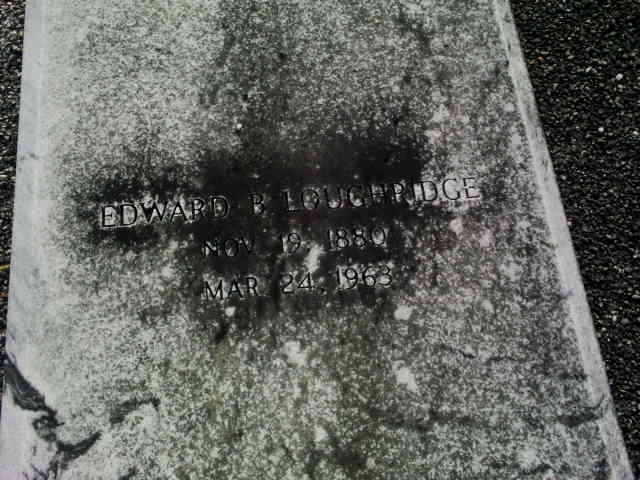 EDWARD B. LOUGHRIDGE
NOV. 19, 1880
MAR. 24, 1963